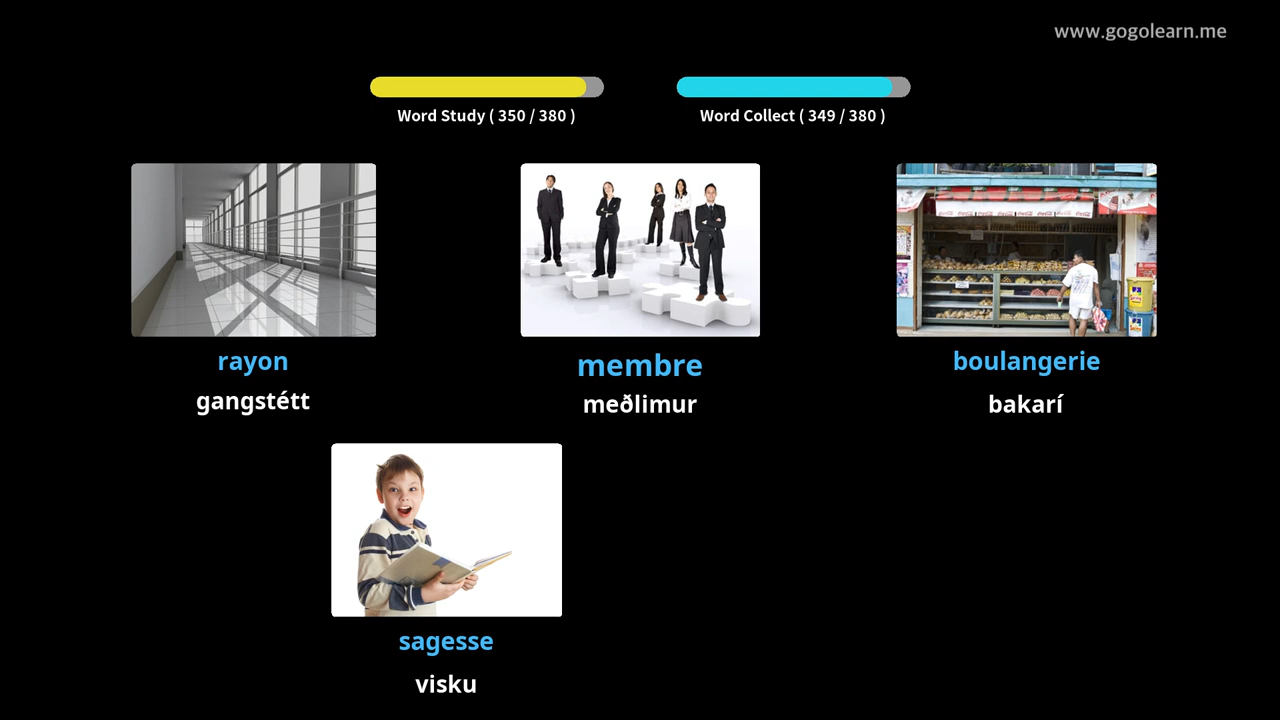 www.gogolearn.me
Word Study ( 350 / 380 )
Word Collect ( 349 / 380 )
rayon
gangstétt
membre
meðlimur
boulangerie
bakarí
sagesse
visku